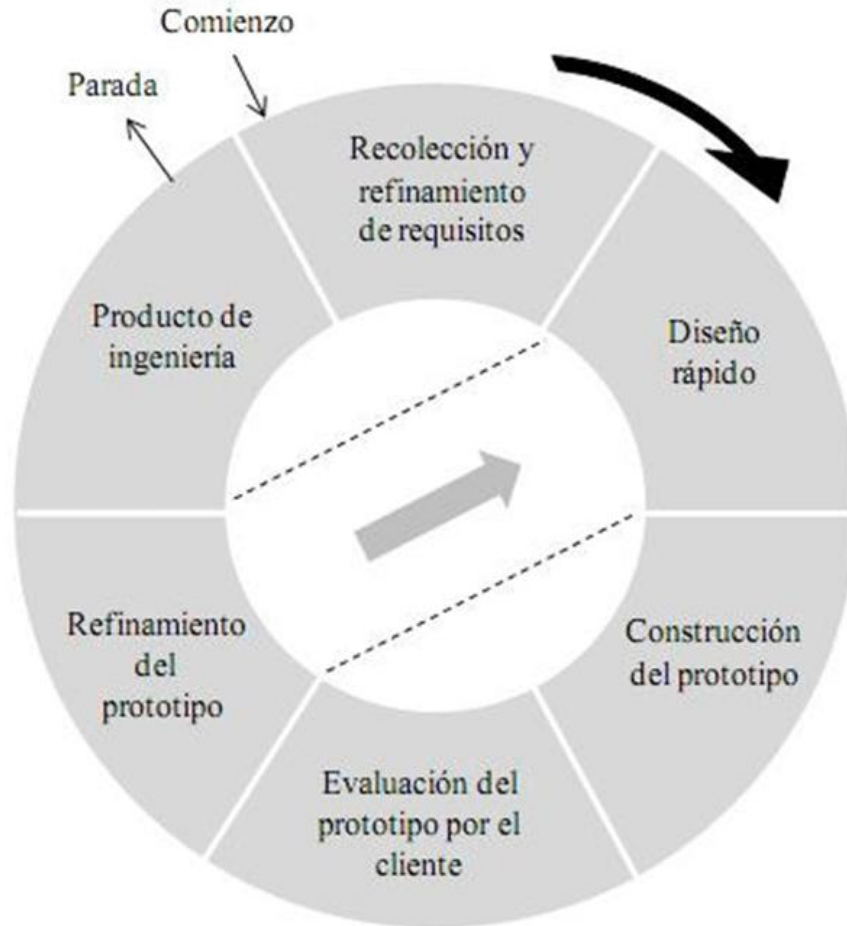 Comienzo
Parada
Recolección y
refinamiento
de requisitos
Diseño
rápido
Construcción
del prototipo
Evaluación del
prototipo por el
cliente
Refinamiento
del
prototipo
Producto de
ingeniería